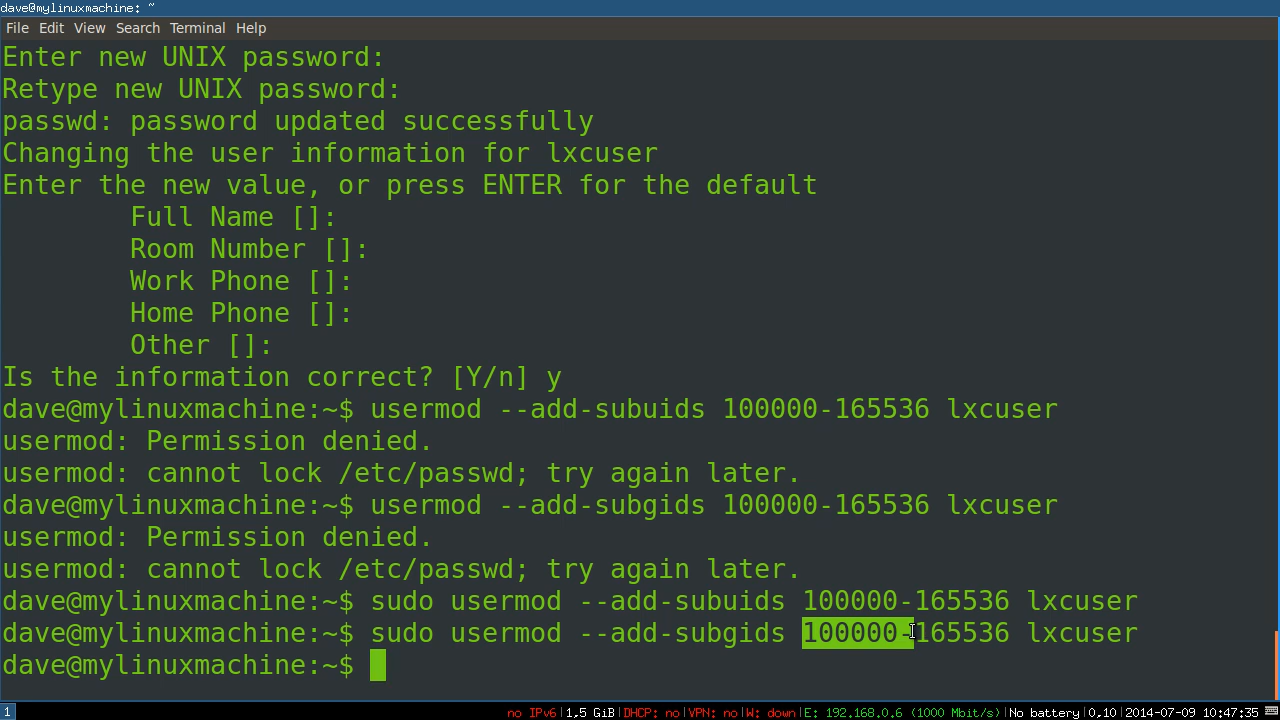 dave@mylinuxmachine: ~
File Edit View Search Terminal Help
Enter new UNIX password:
Retype new UNIX password:
passwd: password updated successfully
Changing the user information for lxcuser
Enter the new value, or press ENTER for the default
Full Name []:
Room Number []:
Work Phone []:
Home Phone []:
Other []:
Is the information correct? [Y/n] y
dave@mylinuxmachine:~$ usermod --add-subuids 100000-165536 lxcuser
usermod: Permission denied.
usermod: cannot lock /etc/passwd; try again later.
dave@mylinuxmachine:~$ usermod --add-subgids 100000-165536 lxcuser
usermod: Permission denied.
usermod: cannot lock /etc/passwd; try again later.
dave@mylinuxmachine:~$ sudo usermod --add-subuids 100000-165536 lxcuser
dave@mylinuxmachine:~$ sudo usermod --add-subgids 100000-165536 lxcuser
dave@mylinuxmachine:~$
1 no IPv6|1,5 GiB|DHCP: no|VPN: no|W: down|E: 192.168.0.6 (1000 Mbit/s)|No battery|0.10|2014-07-09 10:47:35